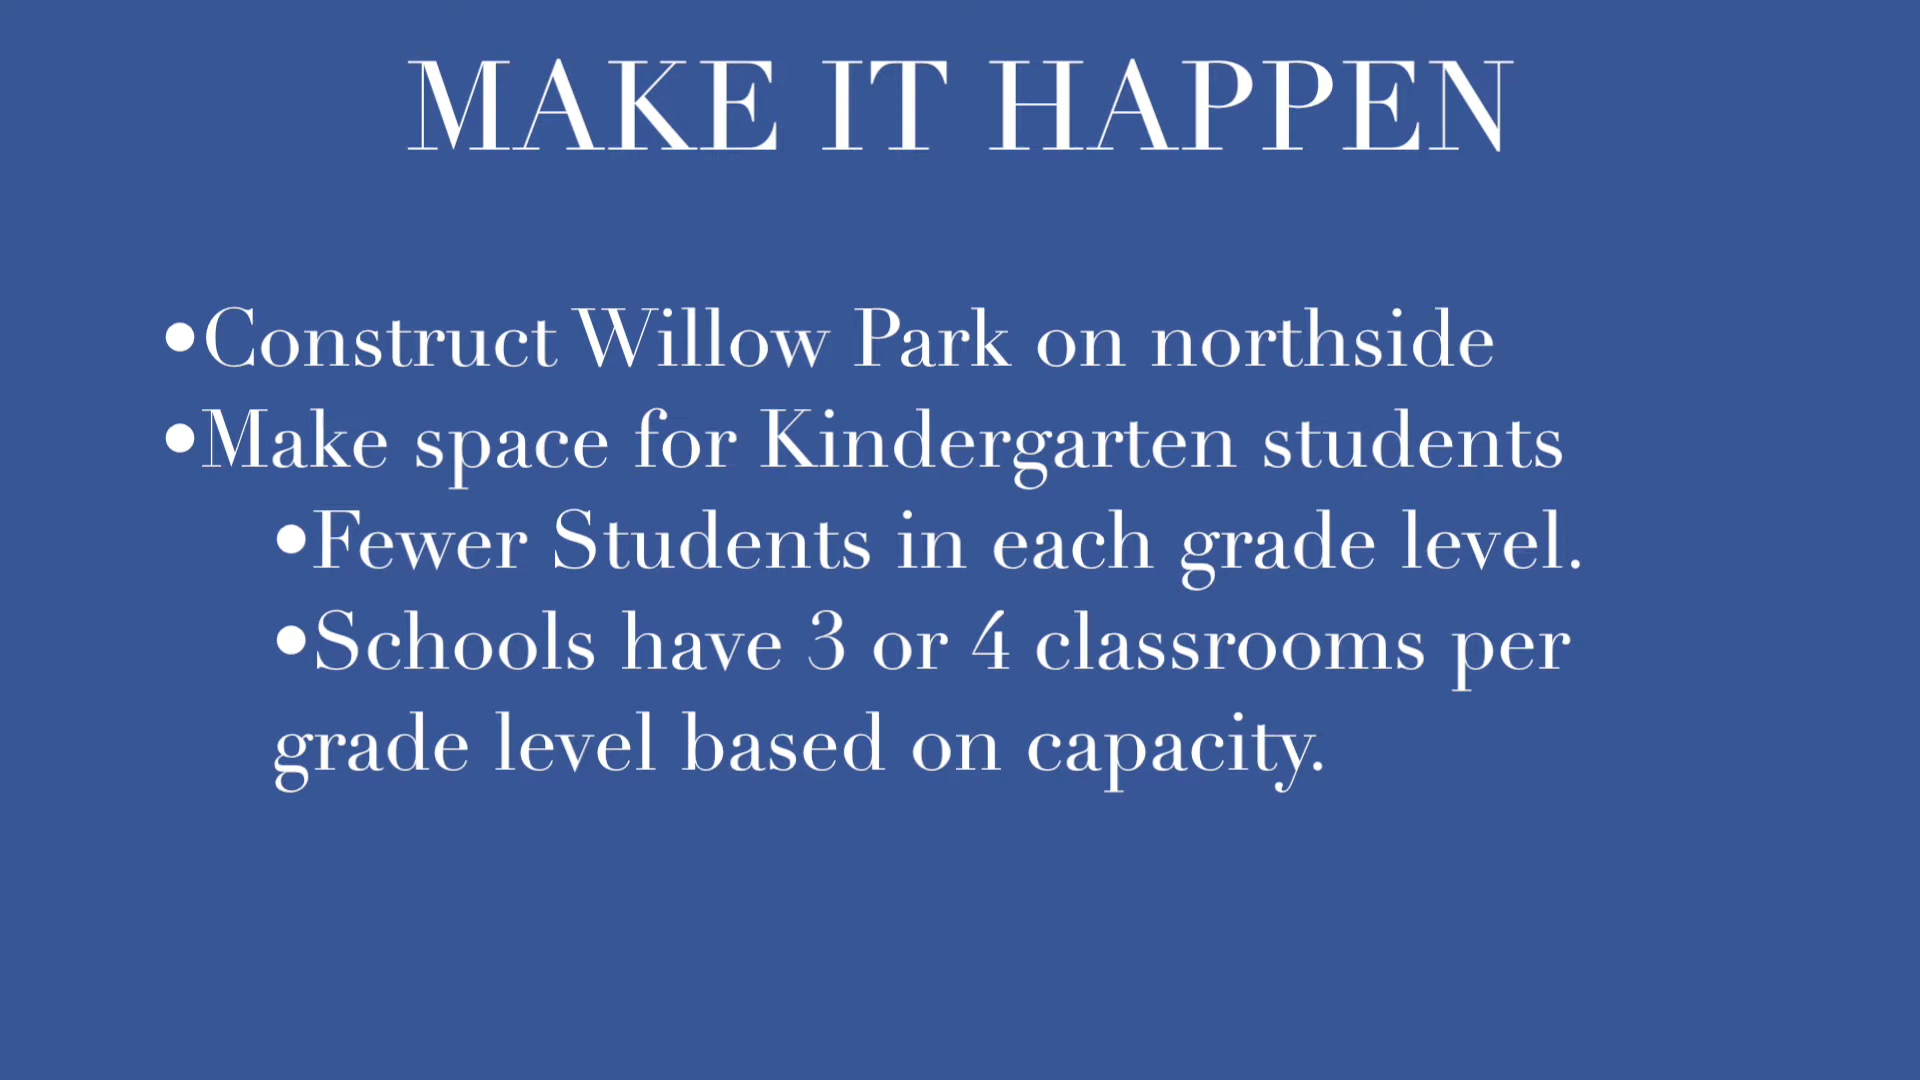 MAKE IT HAPPEN
•Construct Willow Park on northside
•Make space for Kindergarten students
•Fewer Students in each grade level.
•Schools have 3 or 4 classrooms per
grade level based on capacity.